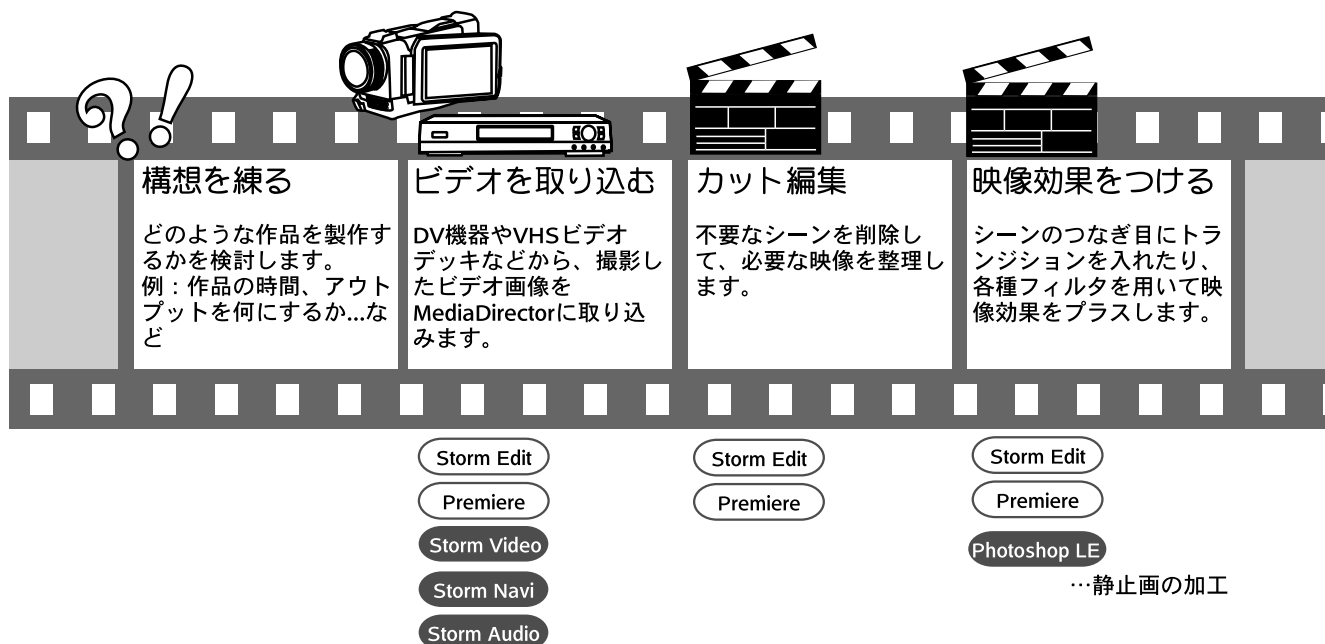 構想を練る
どのような作品を製作す
るかを検討します。
例：作品の時間、アウト
プットを何にするか...な
ど
ビデオを取り込む
DV機器やVHSビデオ
デッキなどから、撮影し
たビデオ画像を
MediaDirectorに取り込
みます。
カット編集
不要なシーンを削除し
て、必要な映像を整理し
ます。
映像効果をつける
シーンのつなぎ目にトラ
ンジションを入れたり、
各種フィルタを用いて映
像効果をプラスします。
Storm Edit
Premiere
Storm Video
Storm Navi
Storm Audio
Storm Edit
Premiere
Storm Edit
Premiere
Photoshop LE
…静止画の加工